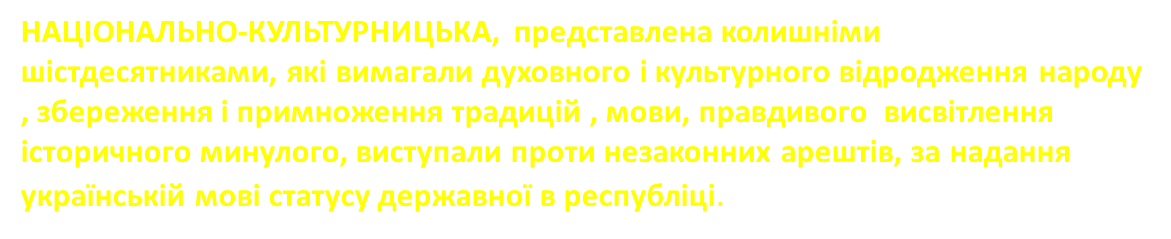 НАЦІОНАЛЬНО-КУЛЬТУРНИЦЬКА, представлена колишніми
шістдесятниками, які вимагали духовного і культурного відродження народу
, збереження і примноження традицій , мови, правдивого висвітлення
історичного минулого, виступали проти незаконних арештів, за надання
українській мові статусу державної в республіці.